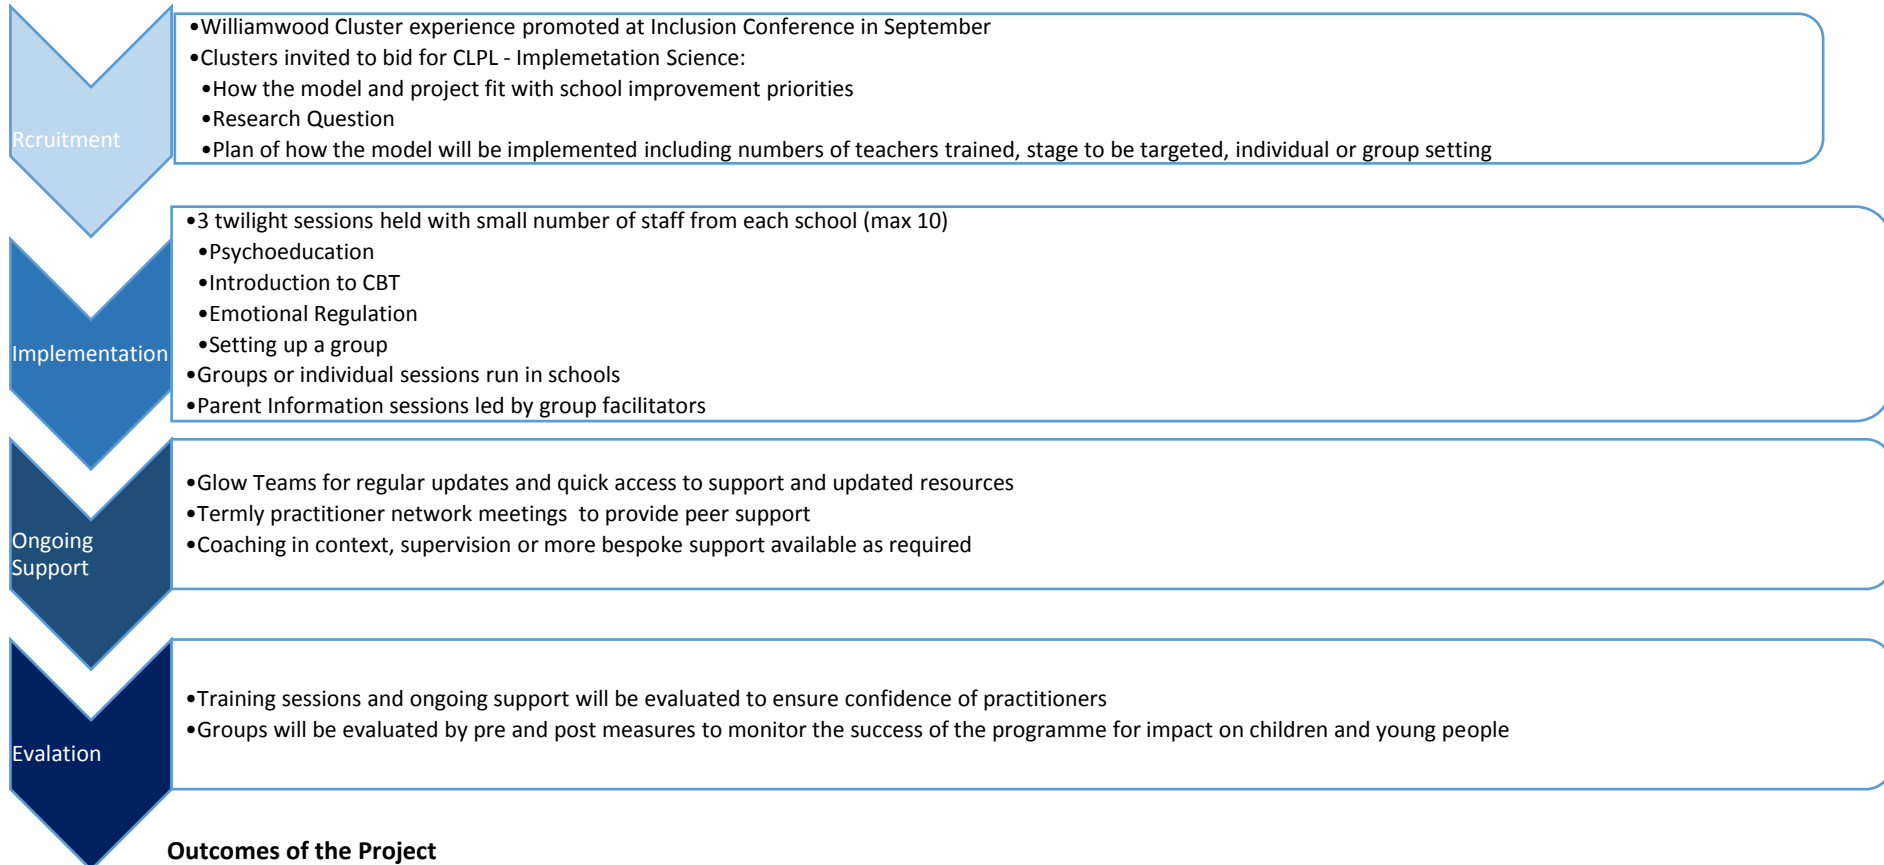 •Williamwood Cluster experience promoted at Inclusion Conference in September
•Clusters invited to bid for CLPL - Implemetation Science:
•How the model and project fit with school improvement priorities
•Research Question
•Plan of how the model will be implemented including numbers of teachers trained, stage to be targeted, individual or group setting
Rcruitment
•3 twilight sessions held with small number of staff from each school (max 10)
•Psychoeducation
•Introduction to CBT
•Emotional Regulation
•Setting up a group
•Groups or individual sessions run in schools
•Parent Information sessions led by group facilitators
Implementation
•Glow Teams for regular updates and quick access to support and updated resources
•Termly practitioner network meetings  to provide peer support
•Coaching in context, supervision or more bespoke support available as required
Ongoing
Support
•Training sessions and ongoing support will be evaluated to ensure confidence of practitioners
•Groups will be evaluated by pre and post measures to monitor the success of the programme for impact on children and young people
Evalation
Outcomes of the Project